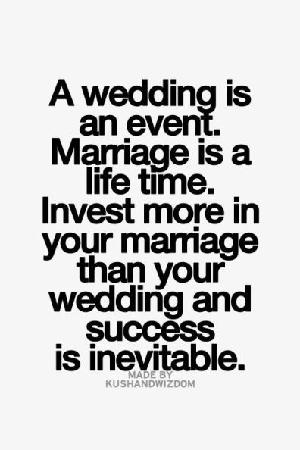 A wedding is
an event.
Marriage is a
life time.
Invest more in
your marriage
than your
wedding and
success
is inevitable.
MADE BY
KUSHANDWIZDOM